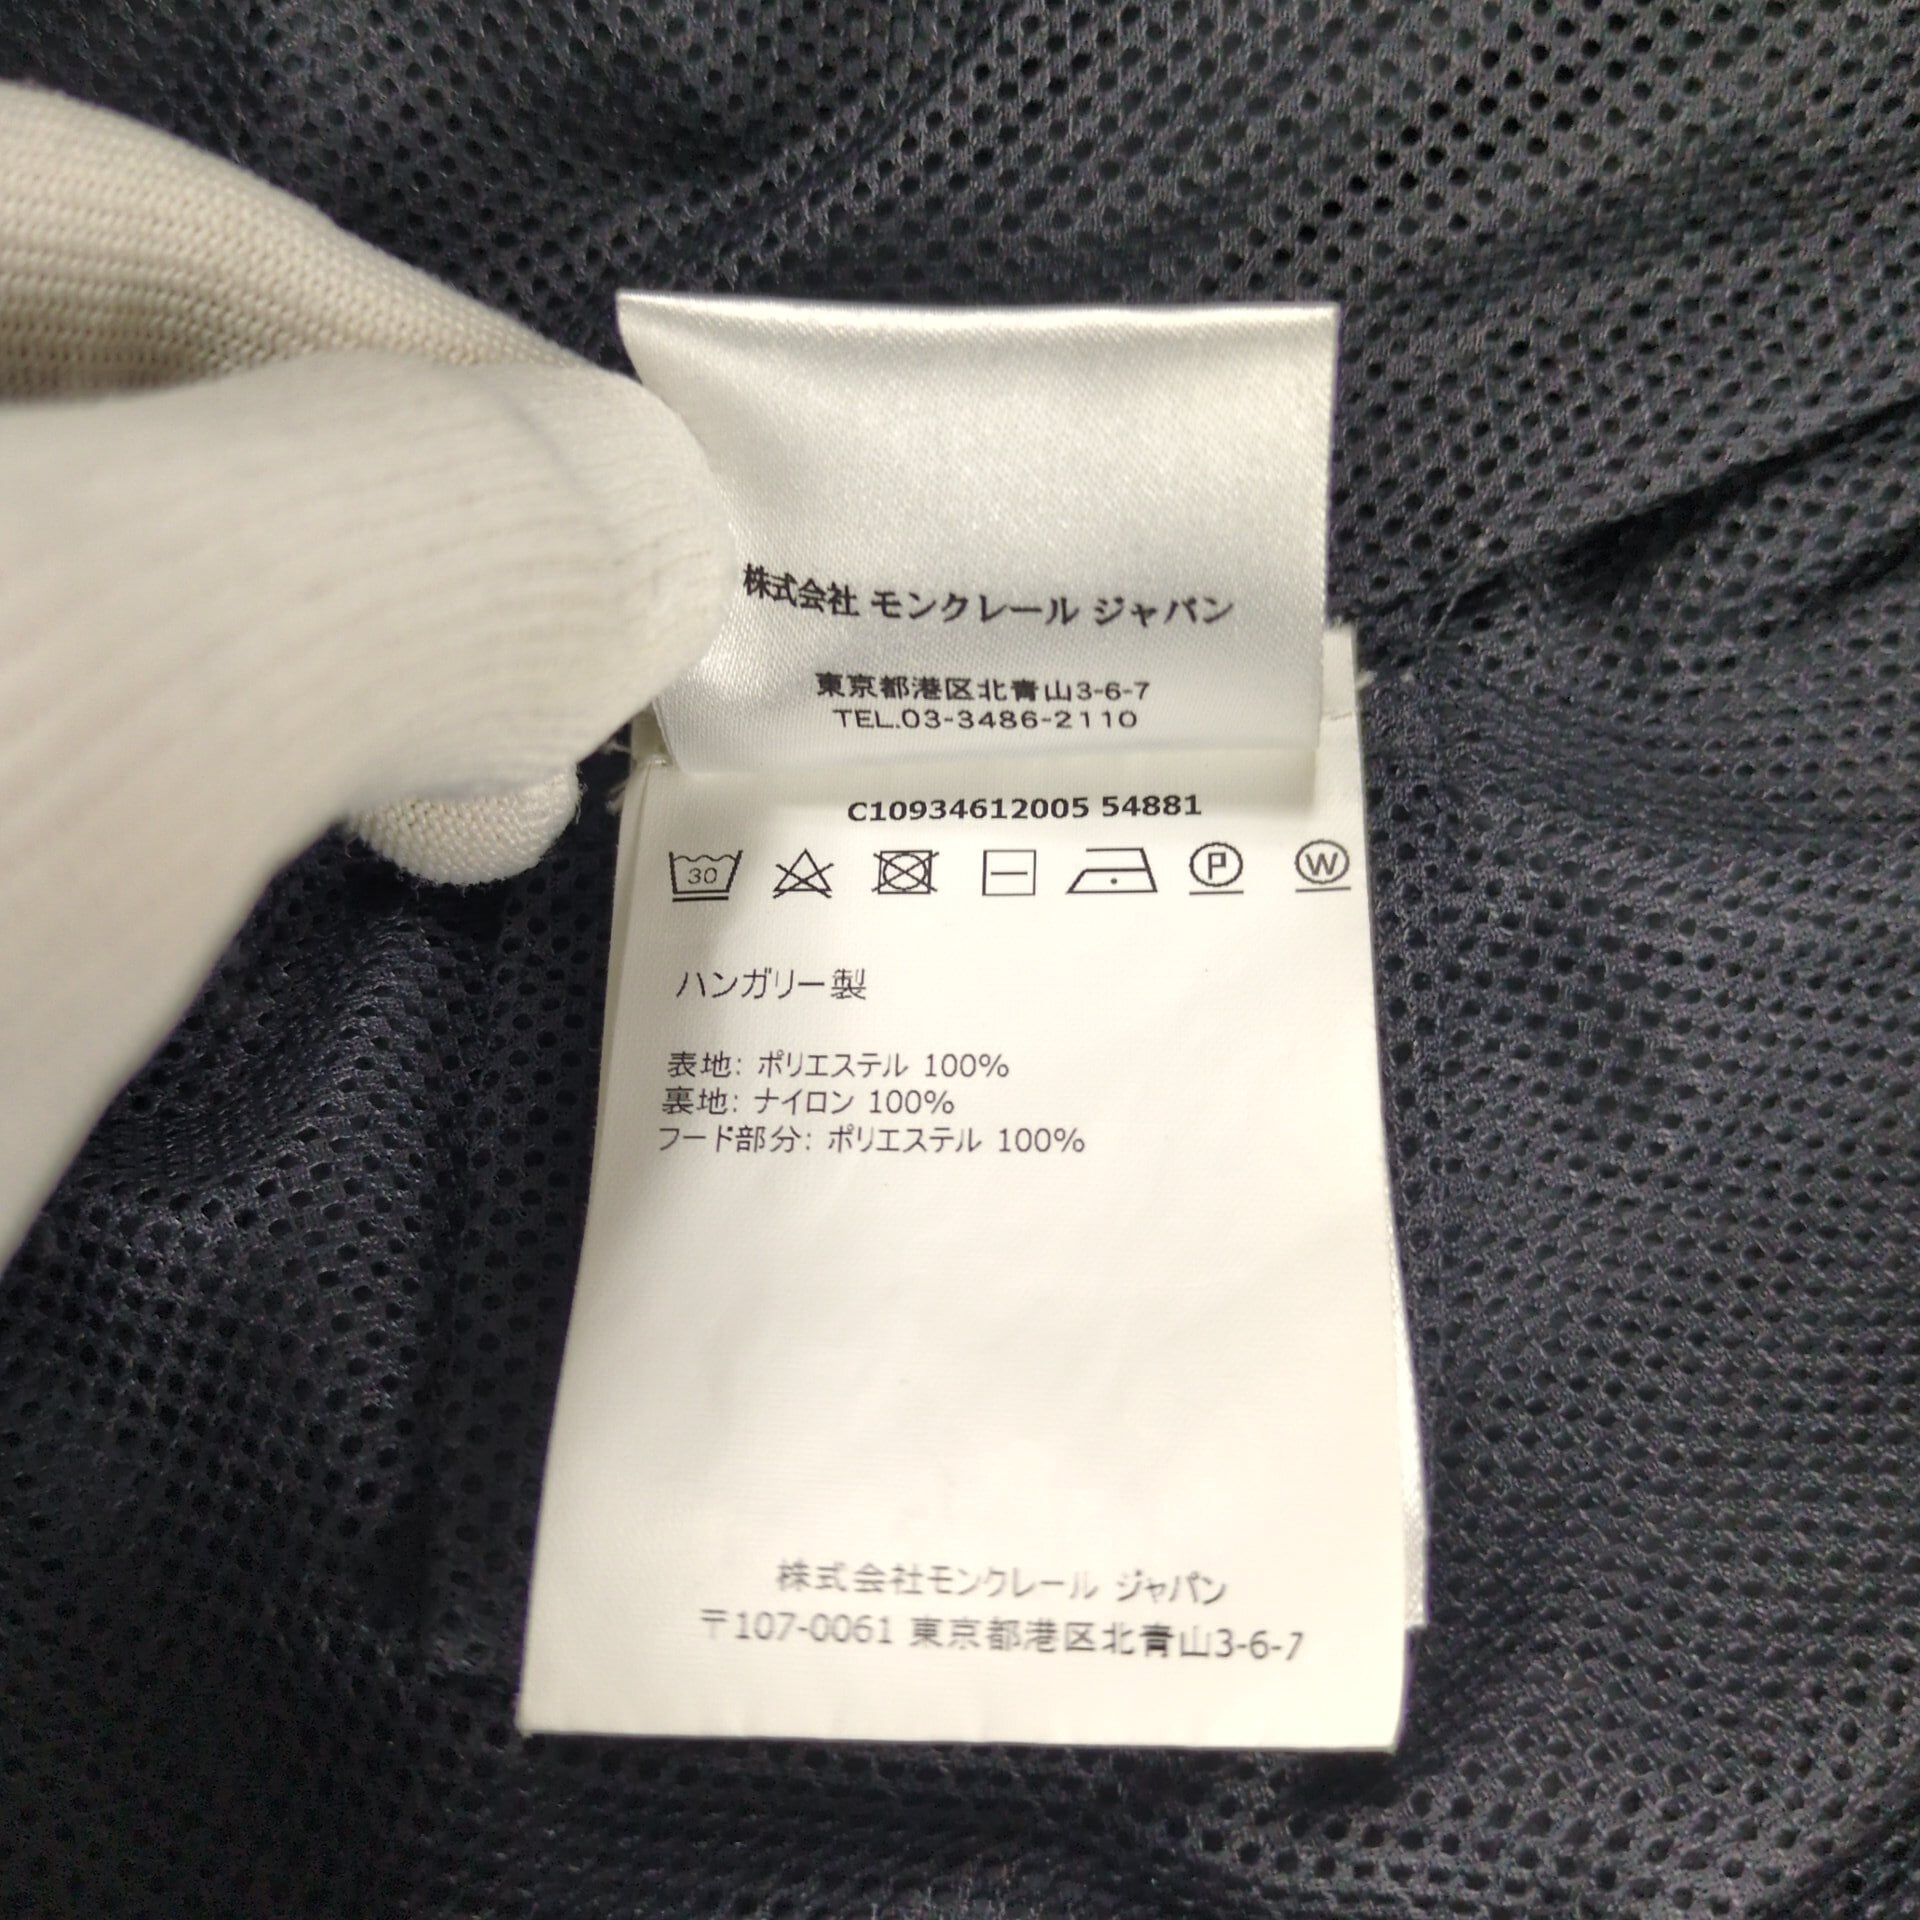 株式会社 モンクレール ジャパン
東京都港区北青山3-6-7
TEL.03-3486-2110
C10934612005 54881
30 P W
ハンガリー製
表地: ポリエステル 100%
裏地: ナイロン 100%
フード部分: ポリエステル 100%
株式会社モンクレール ジャパン
〒107-0061 東京都港区北青山3-6-7